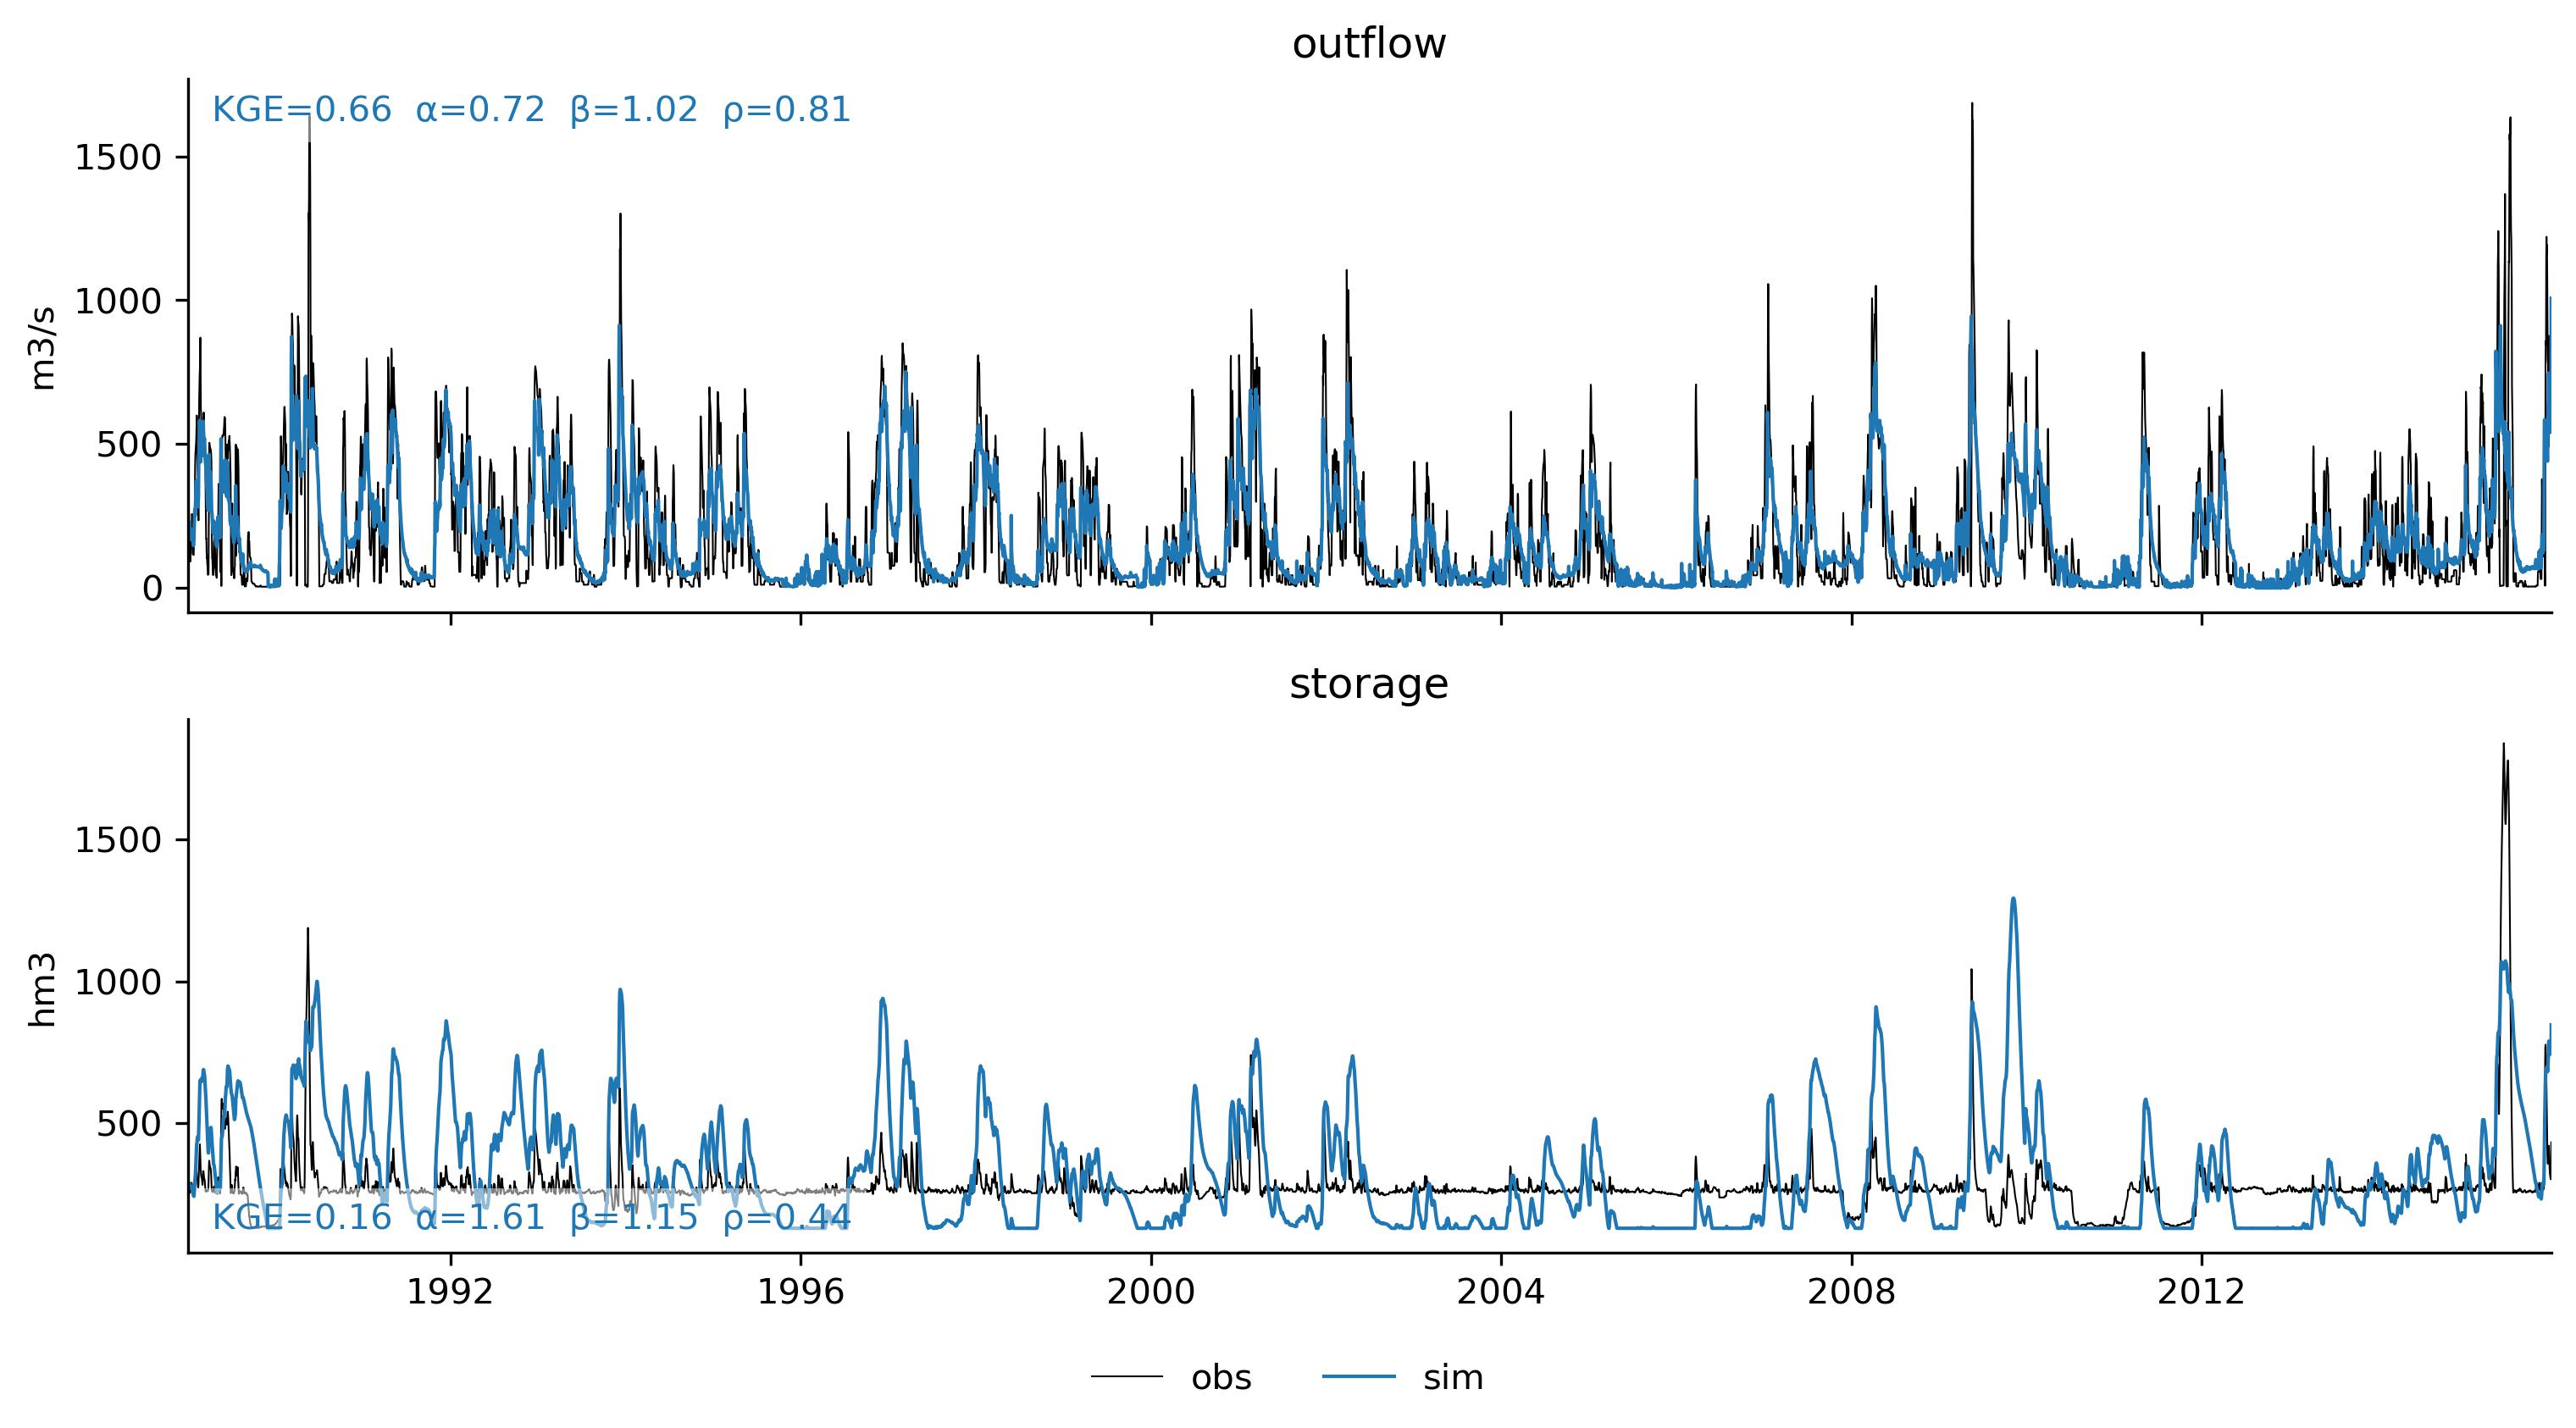 outflow
KGE=0.66 α=0.72 β=1.02 ρ=0.81
1500
1000
500
0
m3/s
storage
1500
1000
500
hm3
KGE=0.16 α=1.61 β=1.15 ρ=0.44
1992 1996 2000 2004 2008 2012
obs sim